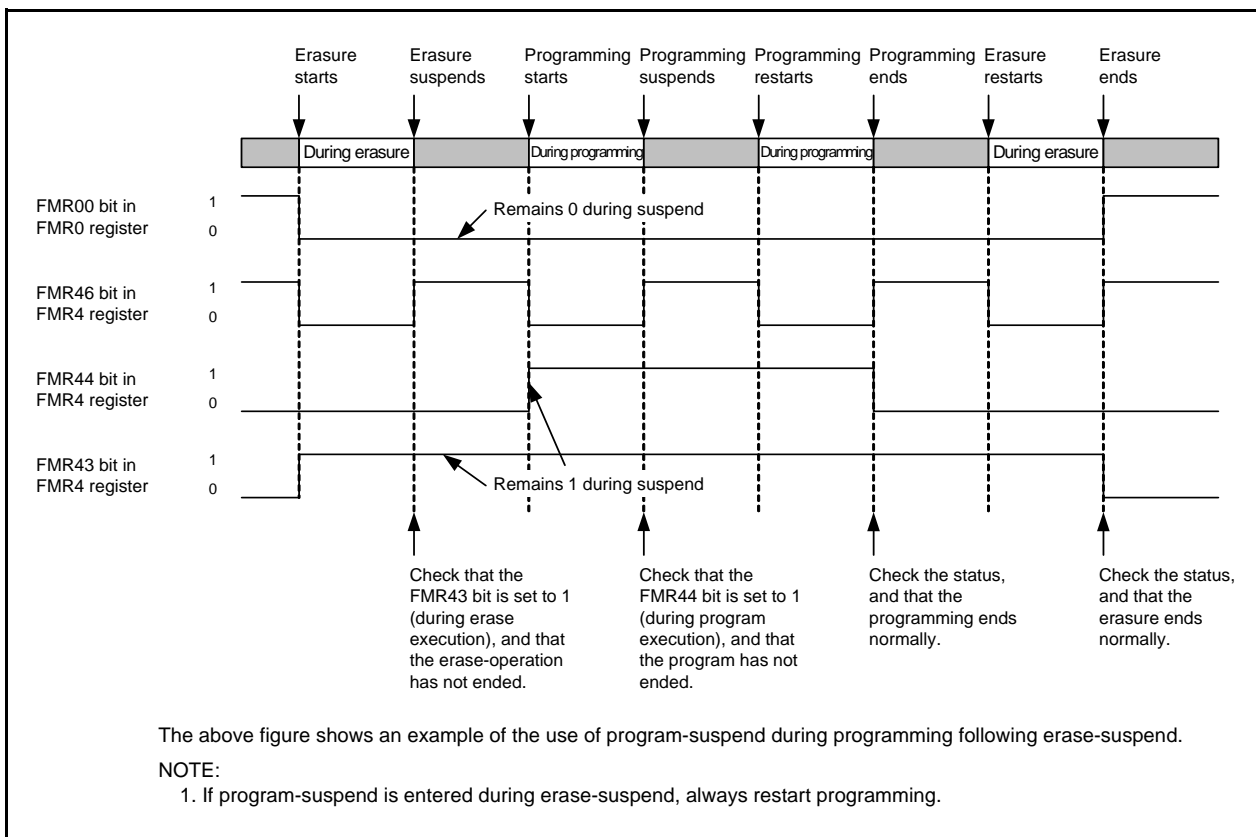 Erasure starts
Erasure suspends
Programming starts
Programming suspends
Programming restarts
Programming ends
Erasure restarts
Erasure ends
During erasure
During programming
During programming
During erasure
FMR00 bit in
FMR0 register
1
0
Remains 0 during suspend
FMR46 bit in
FMR4 register
1
0
FMR44 bit in
FMR4 register
1
0
FMR43 bit in
FMR4 register
1
0
Remains 1 during suspend
Check that the
FMR43 bit is set to 1
(during erase
execution), and that
the erase-operation
has not ended.
Check that the
FMR44 bit is set to 1
(during program
execution), and that
the program has not
ended.
Check the status,
and that the
programming ends
normally.
Check the status,
and that the
erasure ends
normally.
The above figure shows an example of the use of program-suspend during programming following erase-suspend.
NOTE:
1. If program-suspend is entered during erase-suspend, always restart programming.